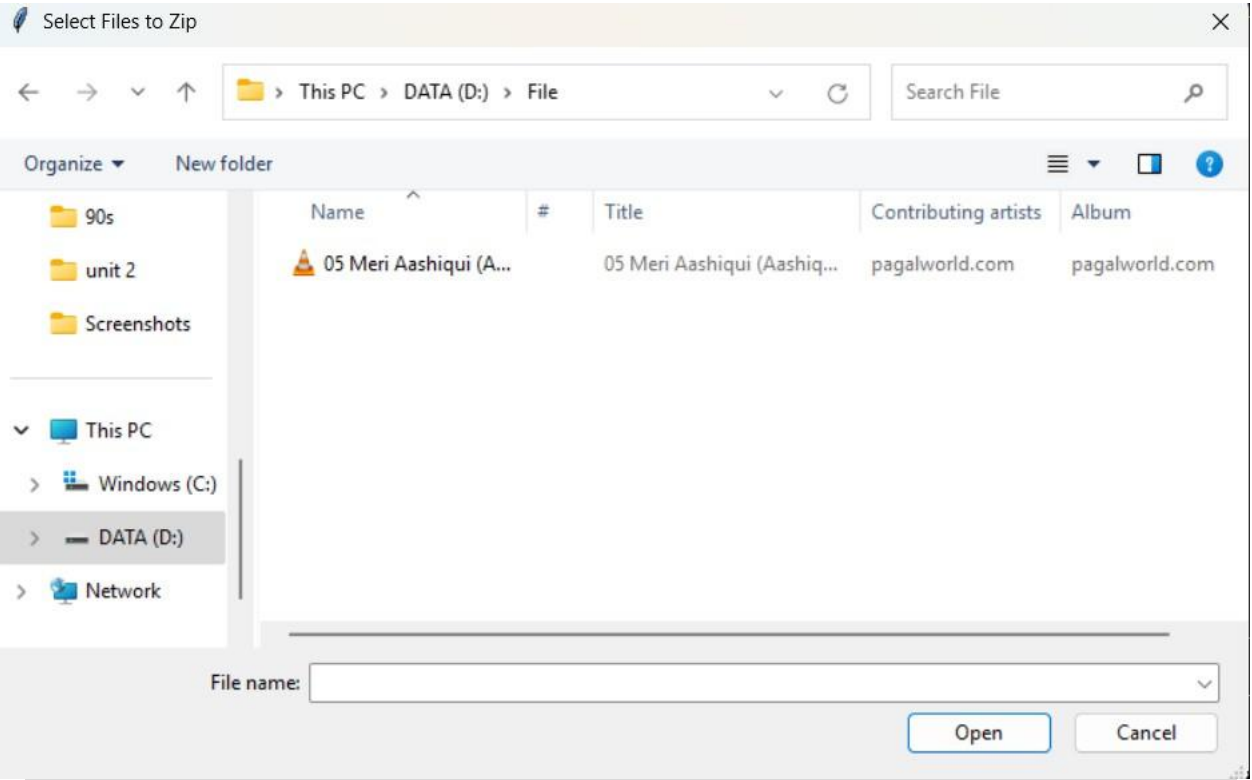 Select Files to Zip
This PC > DATA (D:) > File
Search File
Organize
New folder
90s
unit 2
Screenshots
This PC
Windows (C:)
DATA (D:)
Network
Name # Title Contributing artists Album
05 Meri Aashiqui (A... 05 Meri Aashiqui (Aashiq... pagalworld.com pagalworld.com
File name:
Open Cancel